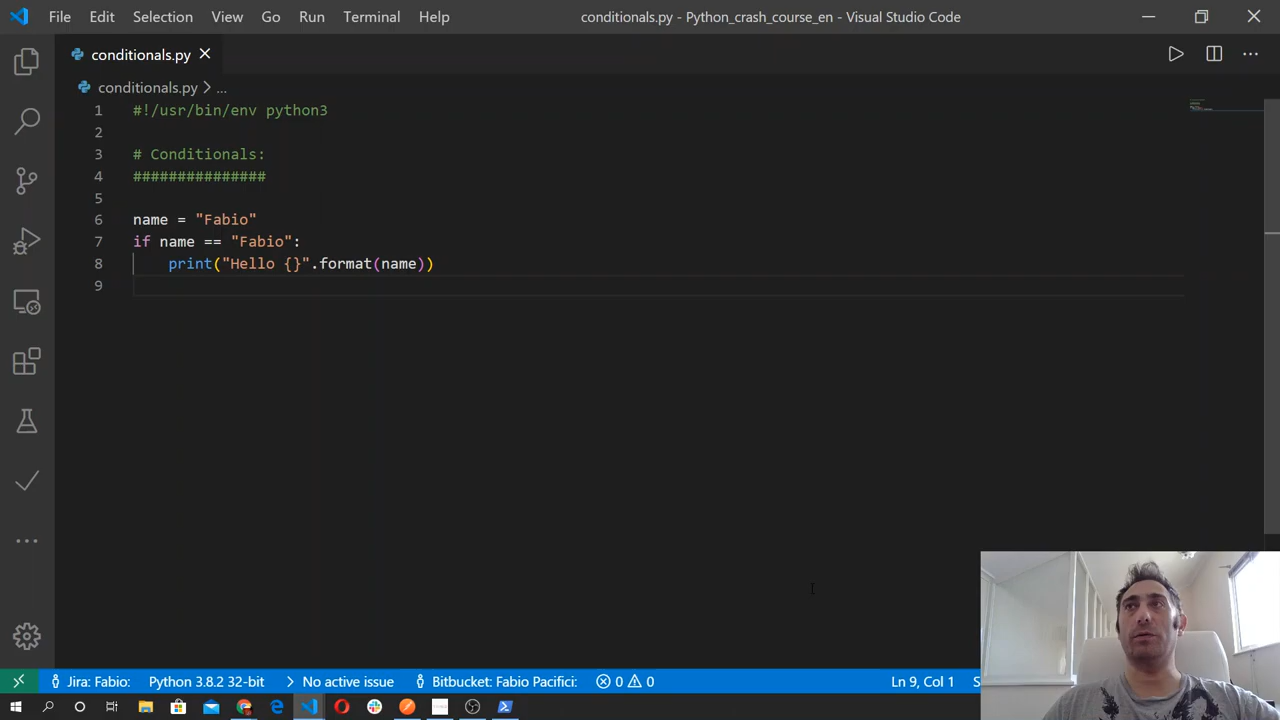 File Edit Selection View Go Run Terminal Help
conditionals.py - Python_crash_course_en - Visual Studio Code
conditionals.py
conditionals.py > ...
1 #!/usr/bin/env python3
2
3 # Conditionals:
4 ###############
5
6 name = "Fabio"
7 if name == "Fabio":
8 print("Hello {}".format(name))
9
Jira: Fabio: Python 3.8.2 32-bit No active issue Bitbucket: Fabio Pacifici: 0 0 Ln 9, Col 1